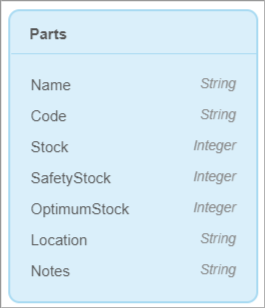 Parts
Name String
Code String
Stock Integer
SafetyStock Integer
OptimumStock Integer
Location String
Notes String